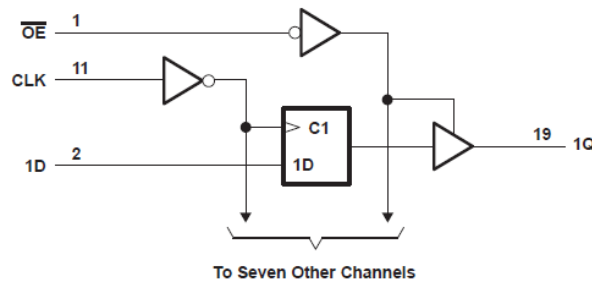 OE 1
CLK 11
C1
1D 2 1D
19 1Q
To Seven Other Channels